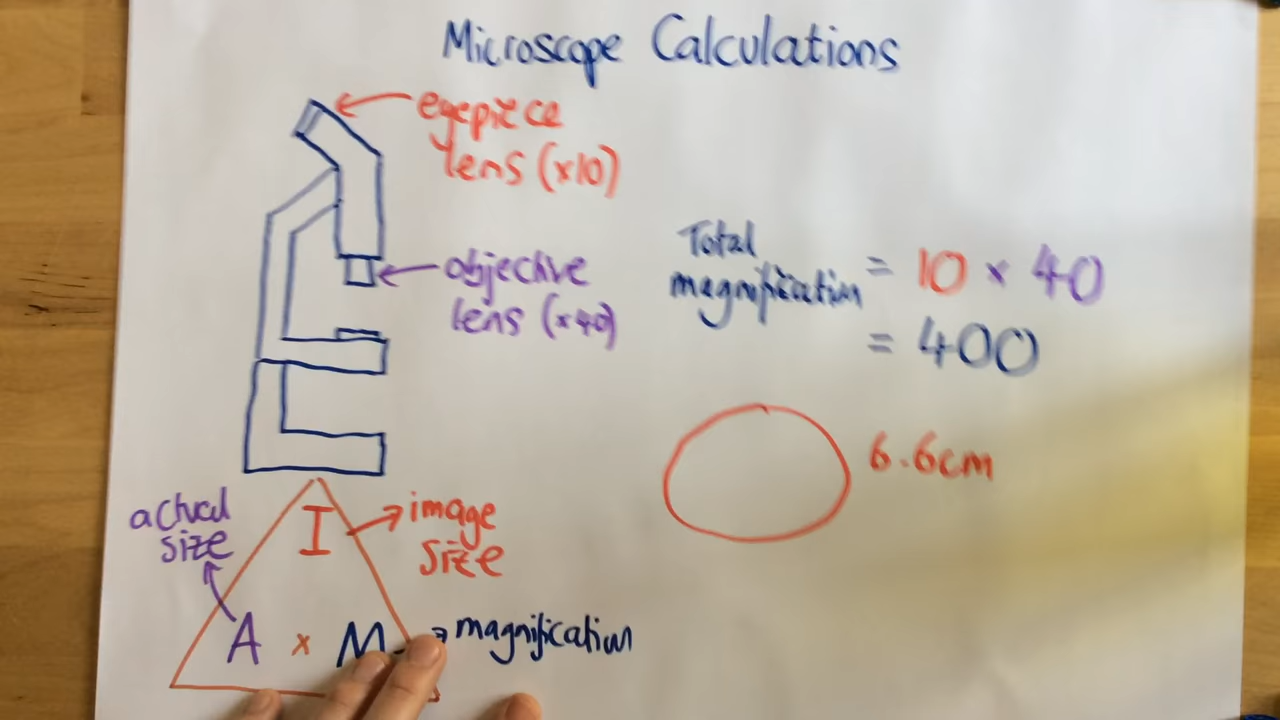 Microscope Calculations
eyepiece
lens (x10)
objective
lens (x40)
Total
magnification
= 10 x 40
= 400
6.6cm
actual
size
I
image
size
A x M
magnification